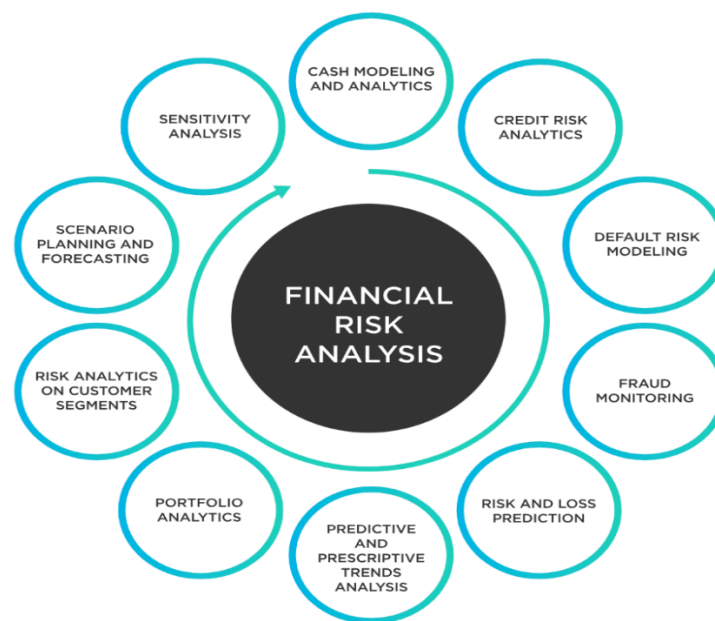 CASH MODELING
AND ANALYTICS
CREDIT RISK
ANALYTICS
DEFAULT RISK
MODELING
FRAUD
MONITORING
RISK AND LOSS
PREDICTION
PREDICTIVE
AND
PRESCRIPTIVE
TRENDS
ANALYSIS
PORTFOLIO
ANALYTICS
RISK ANALYTICS
ON CUSTOMER
SEGMENTS
SCENARIO
PLANNING AND
FORECASTING
SENSITIVITY
ANALYSIS
FINANCIAL
RISK
ANALYSIS